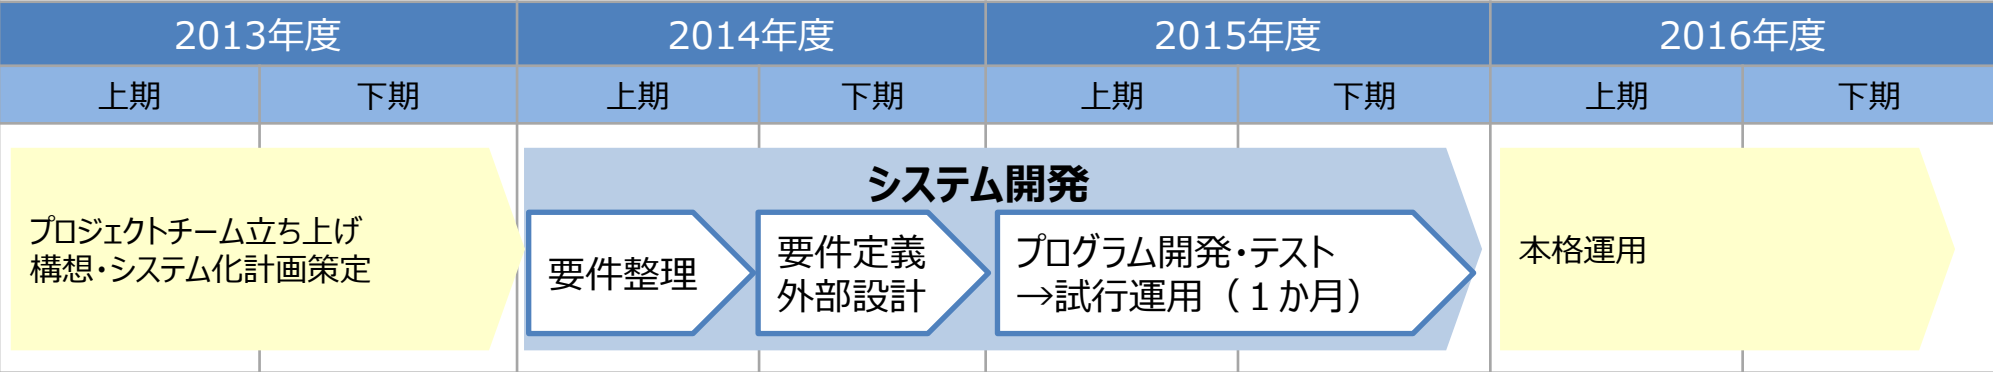 2013年度 2014年度 2015年度 2016年度
上期 下期 上期 下期 上期 下期 上期 下期
システム開発
プロジェクトチーム立ち上げ
構想・システム化計画策定
要件整理
要件定義
外部設計
プログラム開発・テスト
→試行運用（１か月）
本格運用